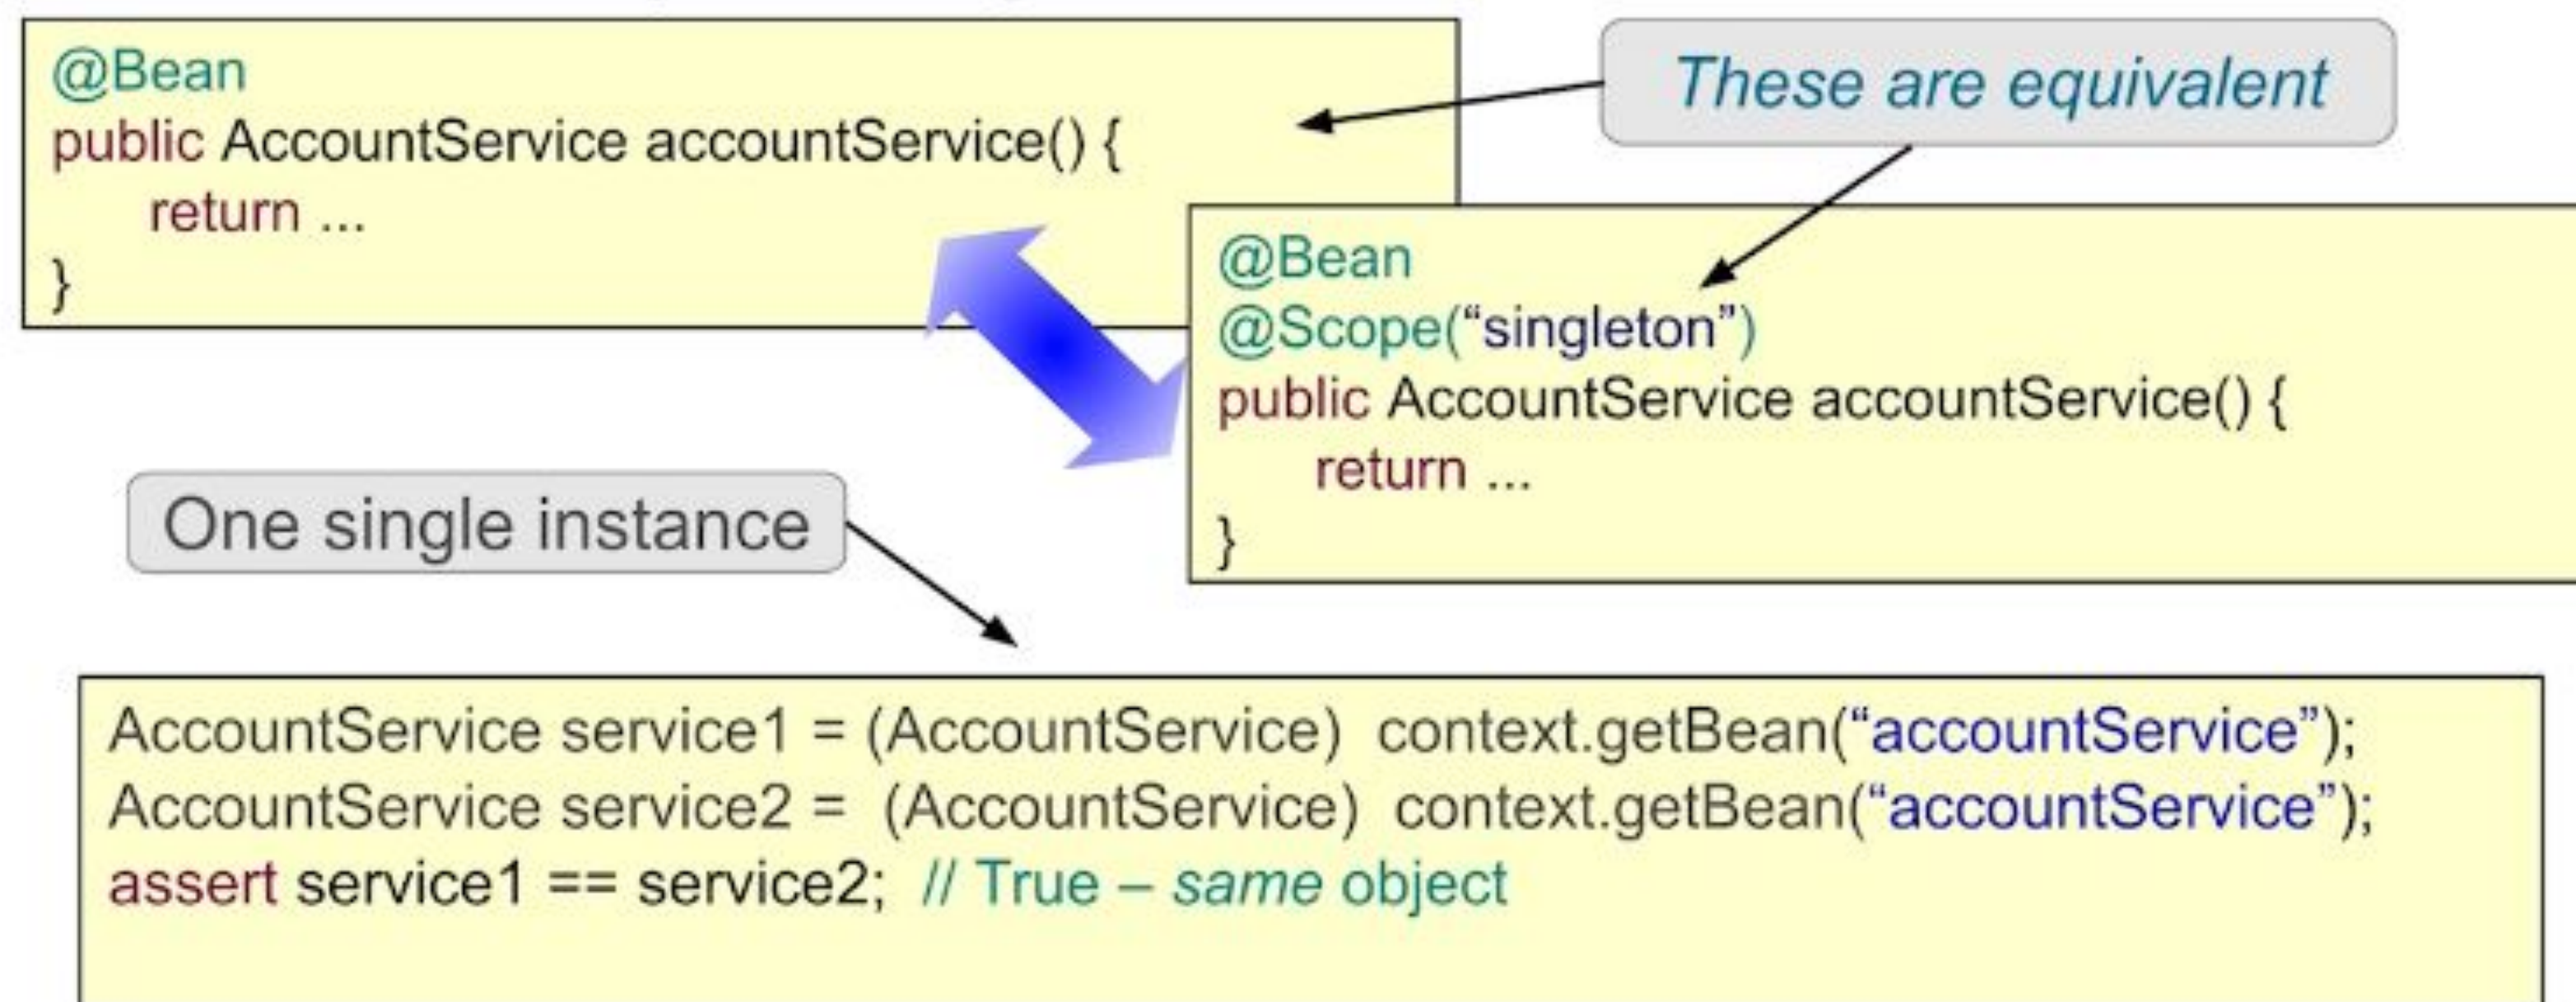 @Bean
public AccountService accountService() {
return ...
}
These are equivalent
@Bean
@Scope(“singleton”)
public AccountService accountService() {
return ...
}
One single instance
AccountService service1 = (AccountService) context.getBean(“accountService”);
AccountService service2 = (AccountService) context.getBean(“accountService”);
assert service1 == service2; // True – same object